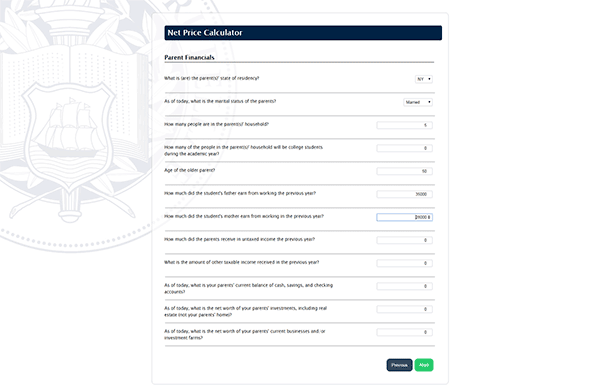 Net Price Calculator
Parent Financials
What is (are) the parent(s)' state of residency?
NY
As of today, what is the marital status of the parents?
Married
How many people are in the parent(s)' household?
How many of the people in the parent(s)' household will be college students
during the academic year?
0
Age of the older parent?
50
How much did the student's father earn from working the previous year?
How much did the student's mother earn from working in the previous year?
How much did the parents receive in untaxed income the previous year?
0
What is the amount of other taxable income received in the previous year?
0
As of today, what is your parents' current balance of cash, savings, and checking
accounts?
0
As of today, what is the net worth of your parents' investments, including real
estate (not your parents' home)?
0
As of today, what is the net worth of your parents' current businesses and/or
investment farms?
0
Previous
Next